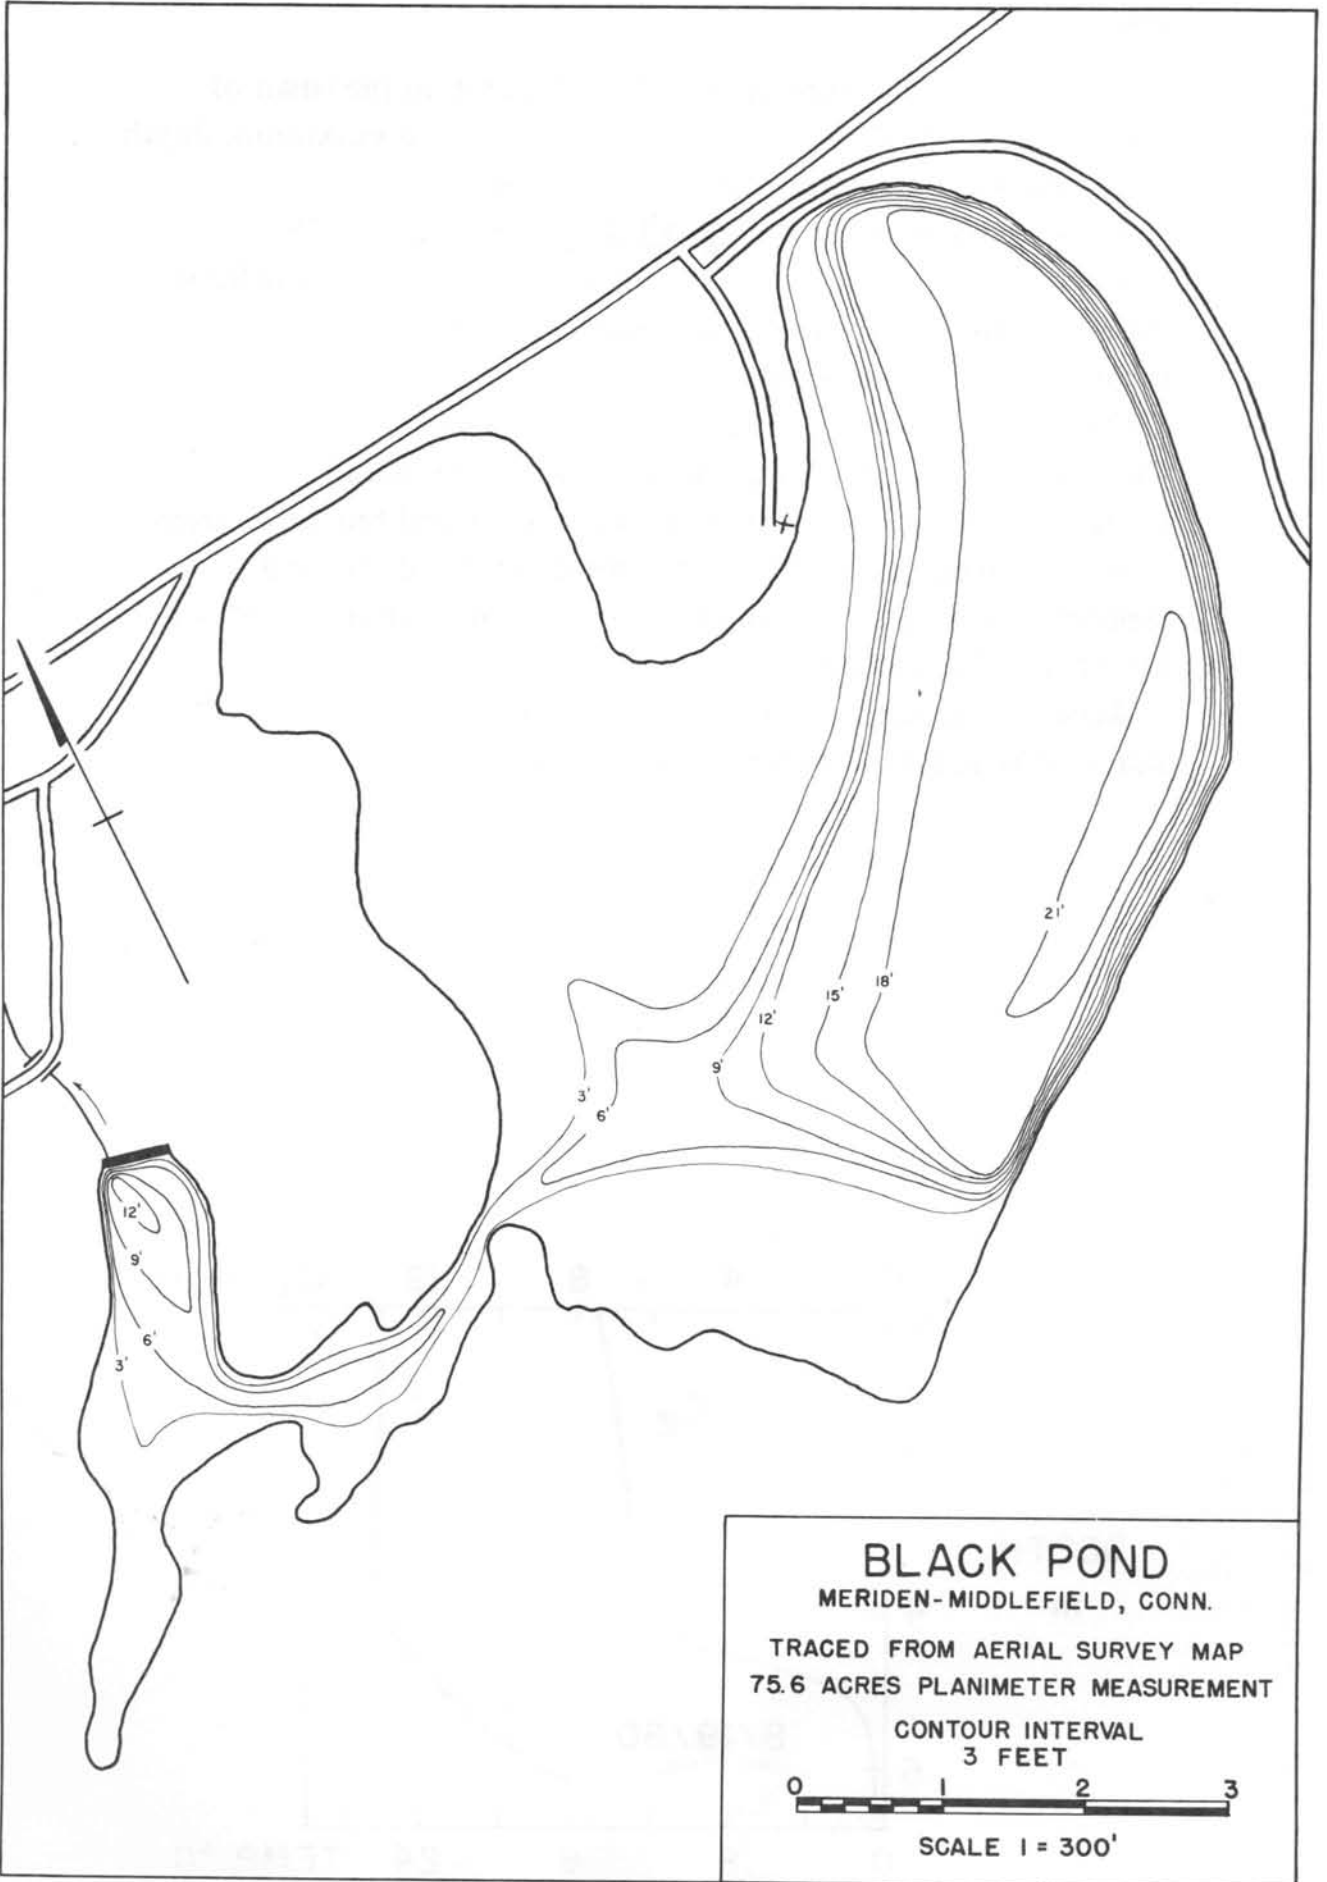 21'
18'
15'
12'
9'
3'
6'
12'
9'
6'
3'
BLACK POND
MERIDEN-MIDDLEFIELD, CONN.
TRACED FROM AERIAL SURVEY MAP
75.6 ACRES PLANIMETER MEASUREMENT
CONTOUR INTERVAL
3 FEET
0 1 2 3
SCALE 1 = 300'